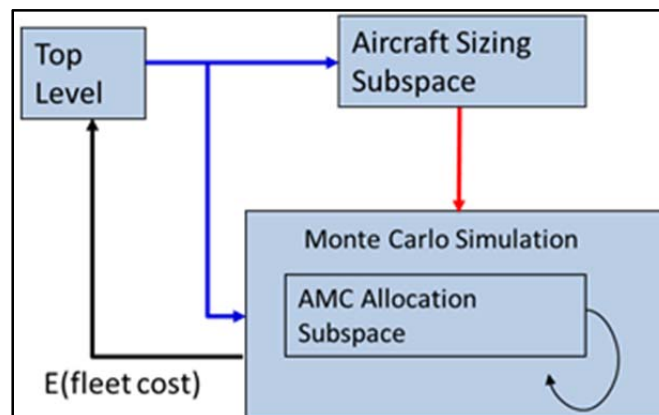 Top
Level
Aircraft Sizing
Subspace
Monte Carlo Simulation
AMC Allocation
Subspace
E(fleet cost)